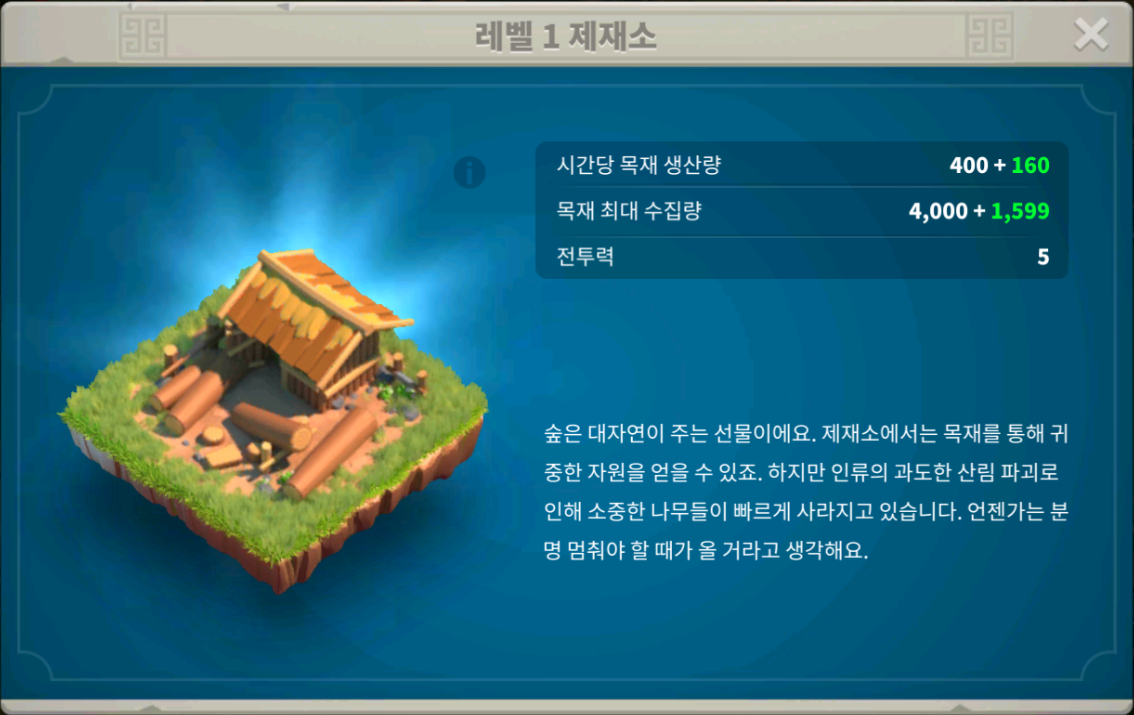 레벨 1 제재소
시간당 목재 생산량 400 + 160
목재 최대 수집량 4,000 + 1,599
전투력 5
숲은 대자연이 주는 선물이에요. 제재소에서는 목재를 통해 귀
중한 자원을 얻을 수 있죠. 하지만 인류의 과도한 산림 파괴로
인해 소중한 나무들이 빠르게 사라지고 있습니다. 언젠가는 분
명 멈춰야 할 때가 올 거라고 생각해요.